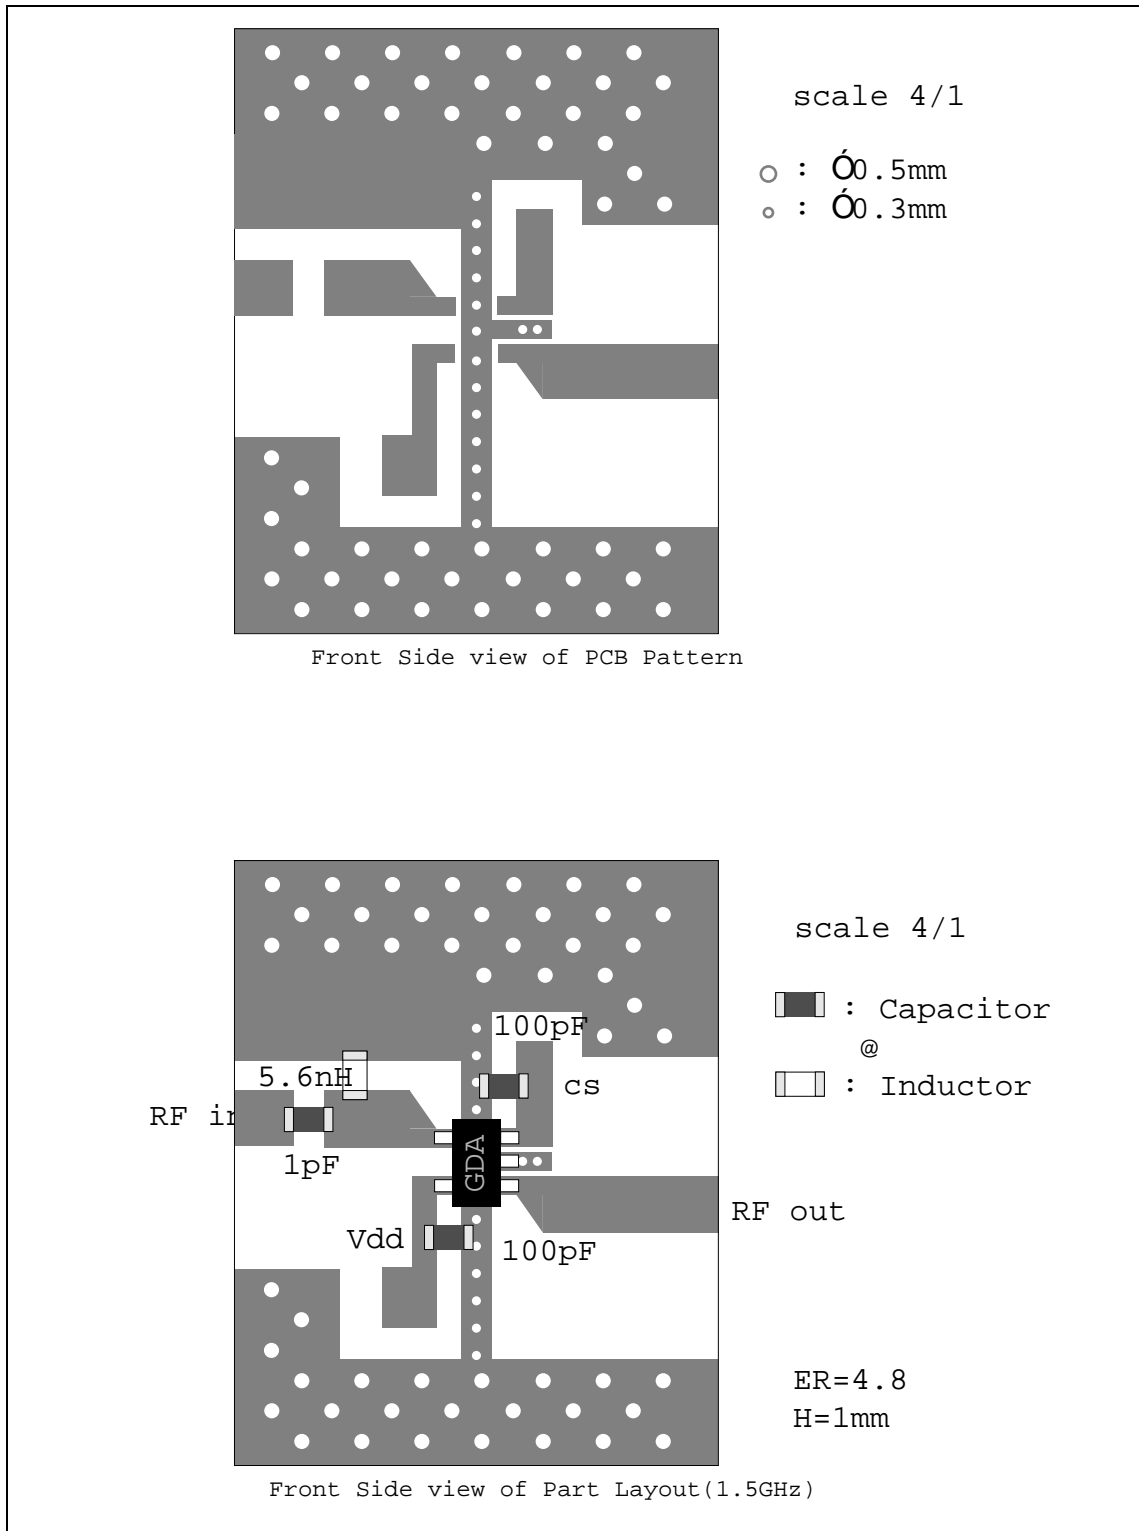 scale 4/1
: Ó0.5mm
: Ó0.3mm
Front Side view of PCB Pattern
scale 4/1
: Capacitor
@
: Inductor
100pF
5.6nH
cs
RF in
1pF
GDA
RF out
Vdd
100pF
ER=4.8
H=1mm
Front Side view of Part Layout(1.5GHz)